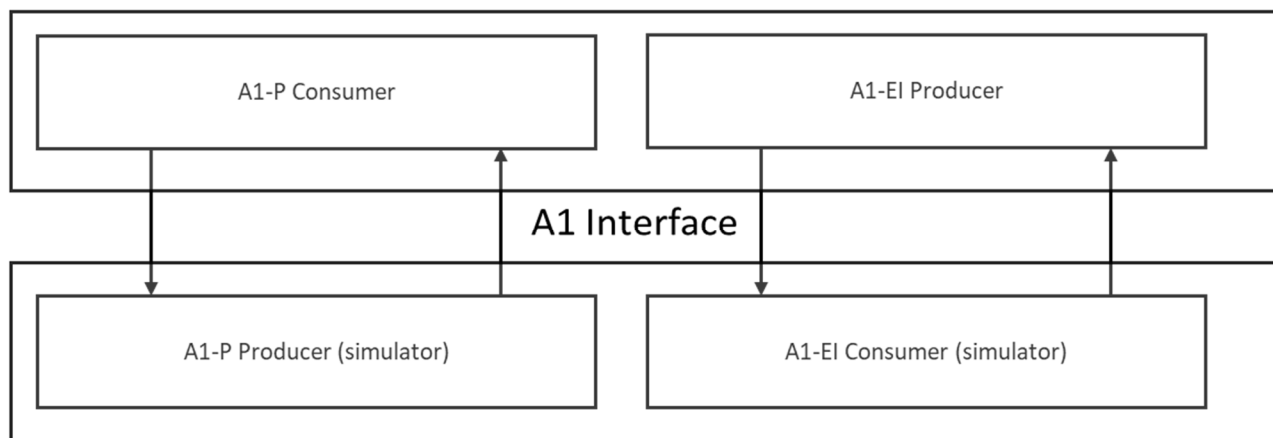 A1-P Consumer
A1-EI Producer
A1 Interface
A1-P Producer (simulator)
A1-EI Consumer (simulator)